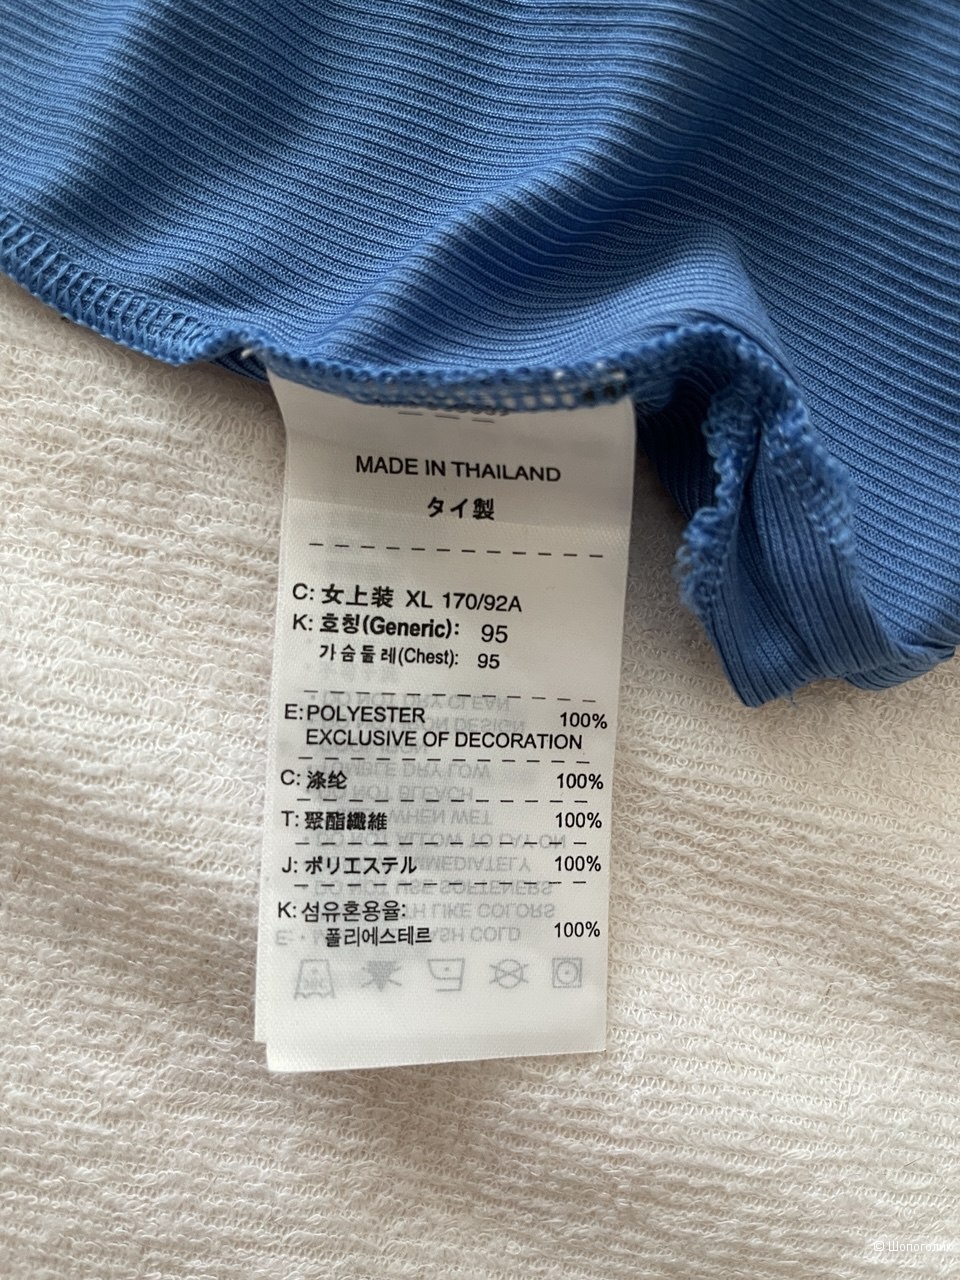 MADE IN THAILAND
タイ製
C: 女上装 XL 170/92A
K: 호칭(Generic): 95
가슴둘레(Chest): 95
E: POLYESTER 100%
EXCLUSIVE OF DECORATION
C: 涤纶 100%
T: 聚酯纖維 100%
J: ポリエステル 100%
K: 섬유혼용율:
폴리에스테르 100%
© Шопоголик